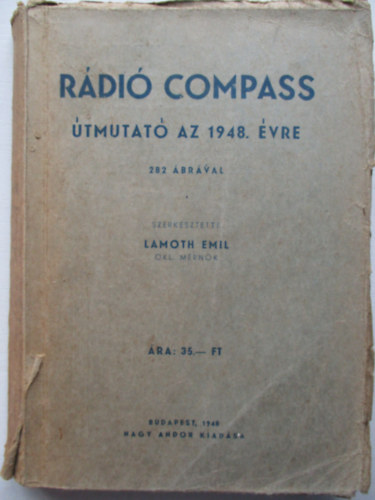 RÁDIÓ COMPASS
ÚTMUTATÓ AZ 1948. ÉVRE
282 ÁBRÁVAL
SZERKESZTETTE
LAMOTH EMIL
OKL. MÉRNÖK
ÁRA: 35.— FT
BUDAPEST, 1948
NAGY ANDOR KIADÁSA